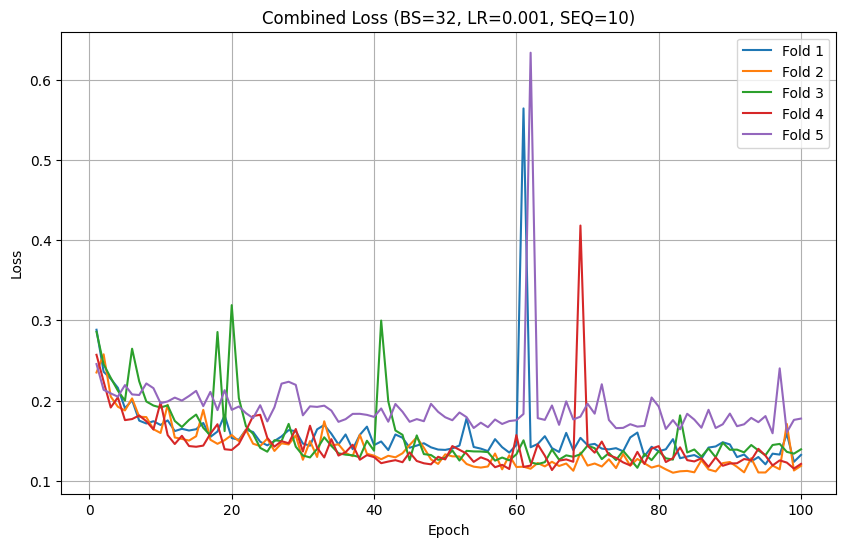 Combined Loss (BS=32, LR=0.001, SEQ=10)
Fold 1
Fold 2
Fold 3
Fold 4
Fold 5
Loss
0.6
0.5
0.4
0.3
0.2
0.1
0 20 40 60 80 100
Epoch